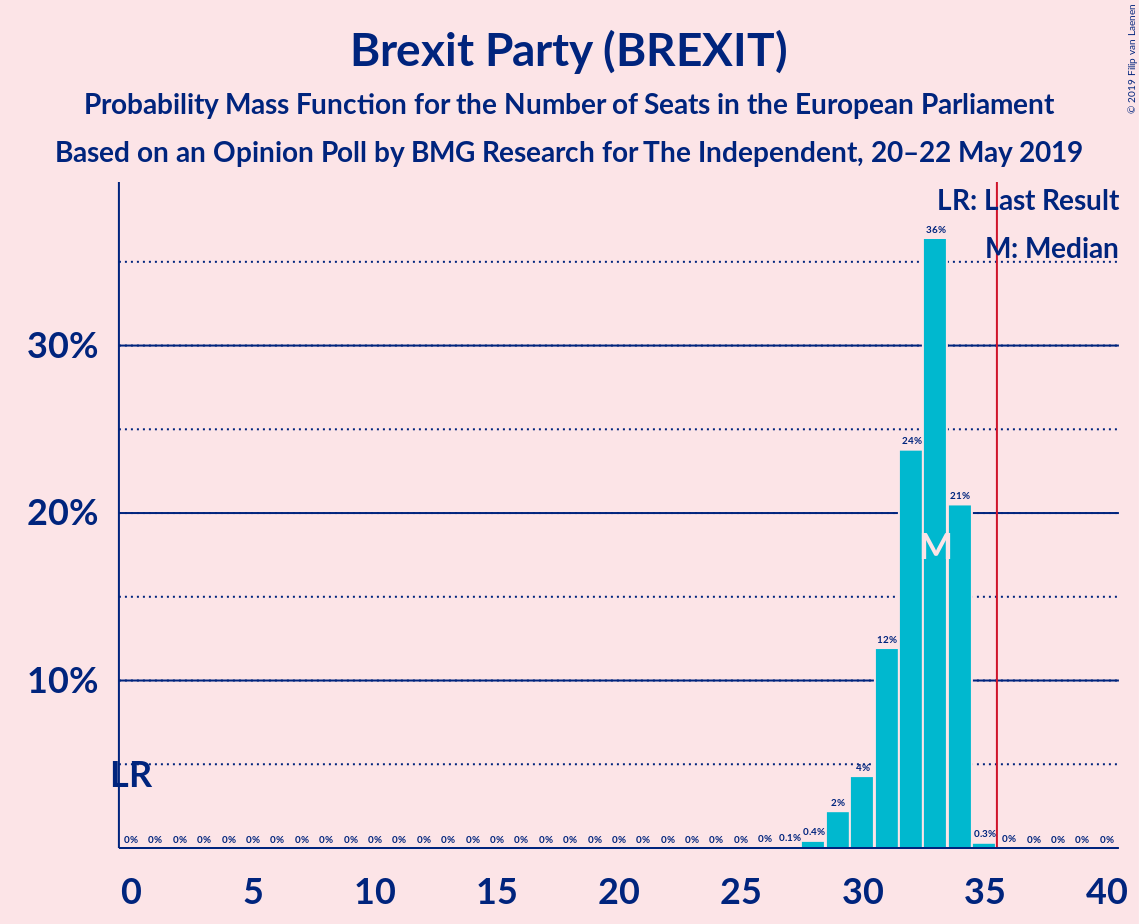 Brexit Party (BREXIT)
Probability Mass Function for the Number of Seats in the European Parliament
Based on an Opinion Poll by BMG Research for The Independent, 20–22 May 2019
© 2019 Filip van Laenen
LR: Last Result
M: Median
36%
30%
24%
20%
21%
M
12%
10%
LR
4%
2%
0% 0% 0% 0% 0% 0% 0% 0% 0% 0% 0% 0% 0% 0% 0% 0% 0% 0% 0% 0% 0% 0% 0% 0% 0% 0% 0% 0.1% 0.4% 0.3% 0% 0% 0% 0% 0%
0 5 10 15 20 25 30 35 40